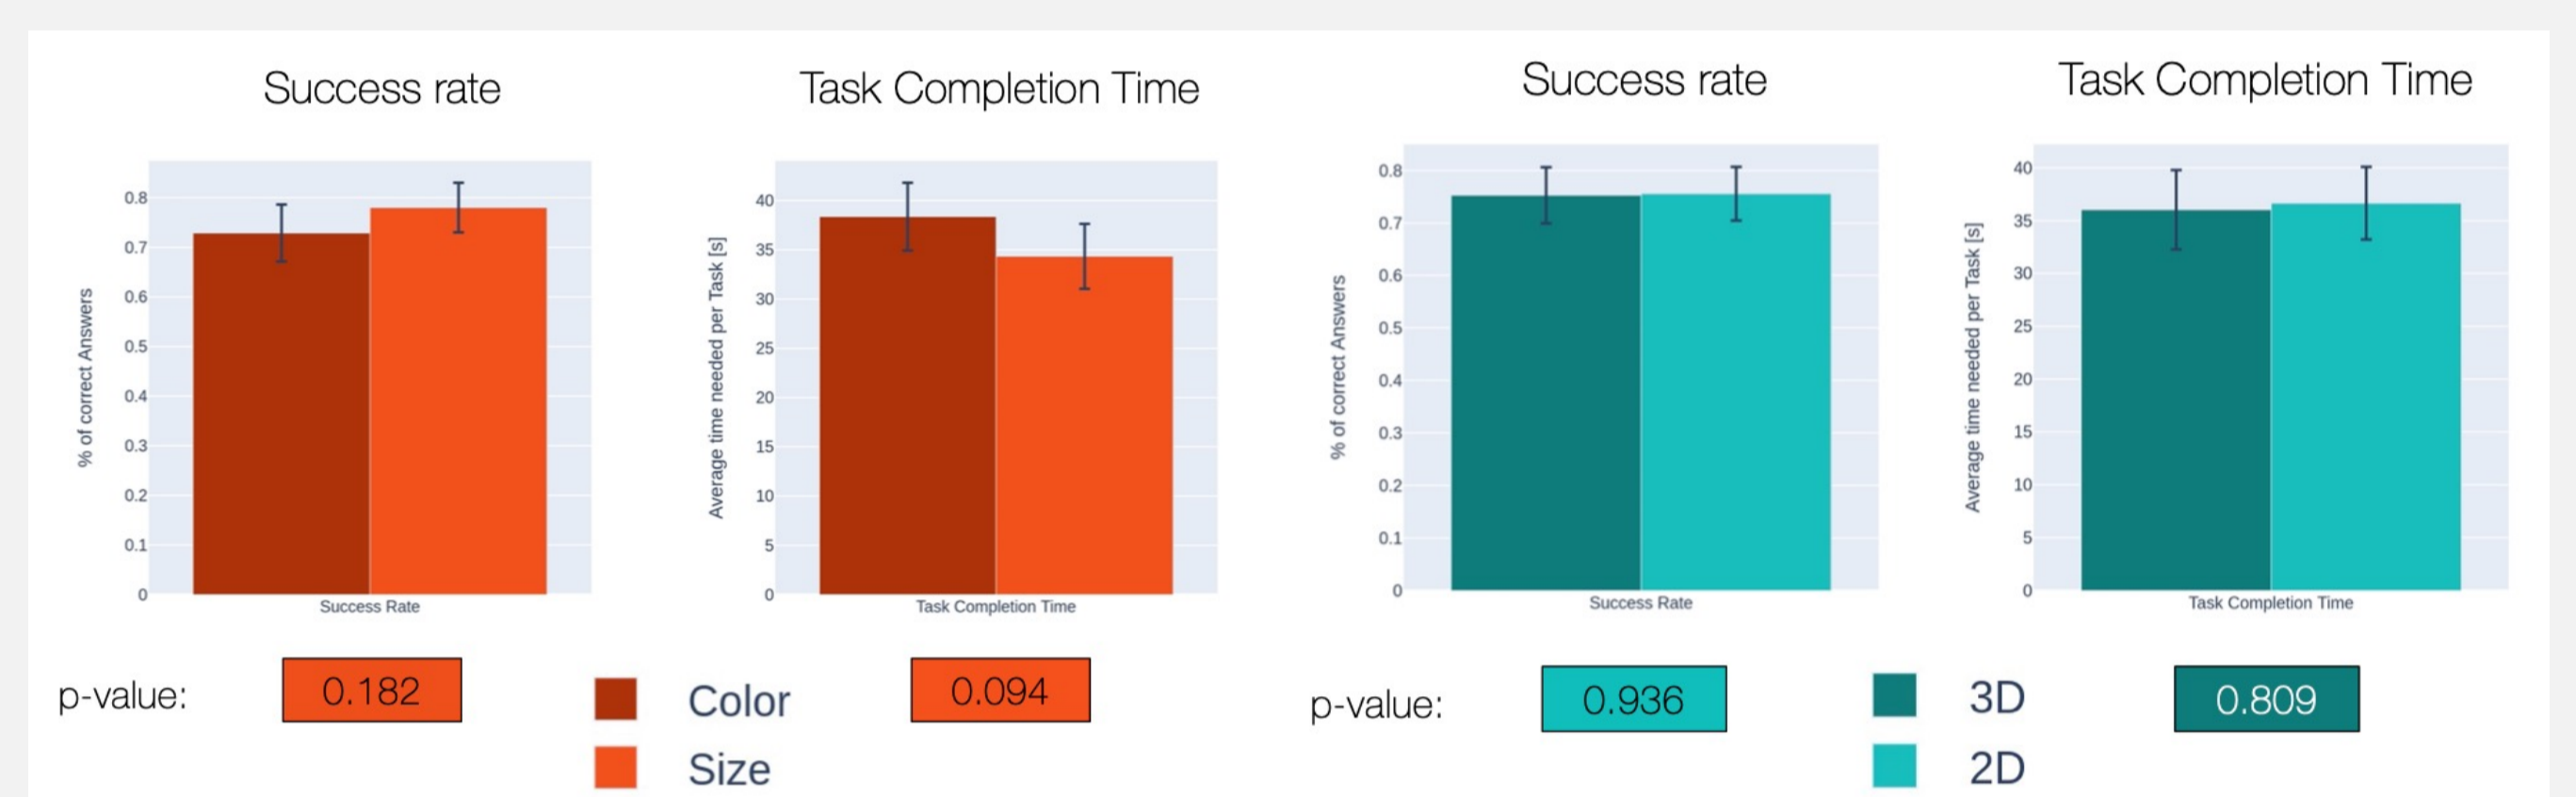 Success rate
Task Completion Time
Success rate
Task Completion Time
% of correct Answers
0.8
0.7
0.6
0.5
0.4
0.3
0.2
0.1
0
Success Rate
Average time needed per Task [s]
40
35
30
25
20
15
10
5
0
Task Completion Time
% of correct Answers
0.8
0.7
0.6
0.5
0.4
0.3
0.2
0.1
0
Success Rate
Average time needed per Task [s]
40
35
30
25
20
15
10
5
0
Task Completion Time
p-value:
0.182
Color
Size
0.094
p-value:
0.936
3D
2D
0.809